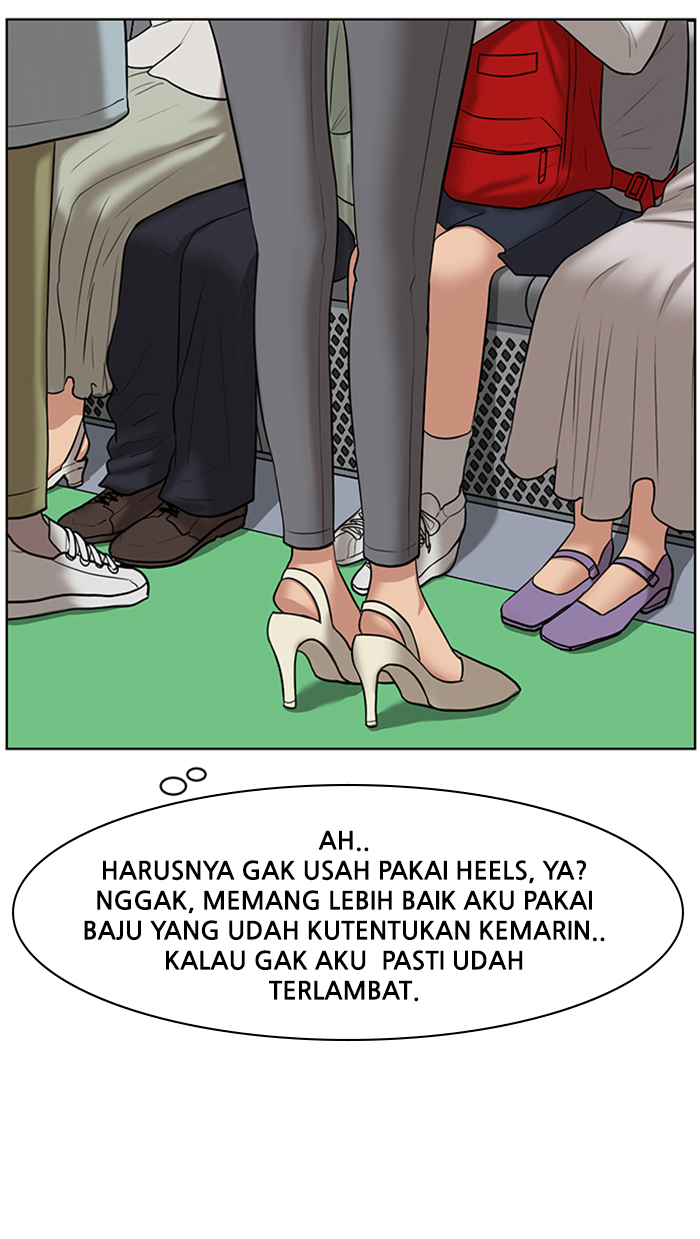 AH..
HARUSNYA GAK USAH PAKAI HEELS, YA?
NGGAK, MEMANG LEBIH BAIK AKU PAKAI
BAJU YANG UDAH KUTENTUKAN KEMARIN..
KALAU GAK AKU PASTI UDAH
TERLAMBAT.